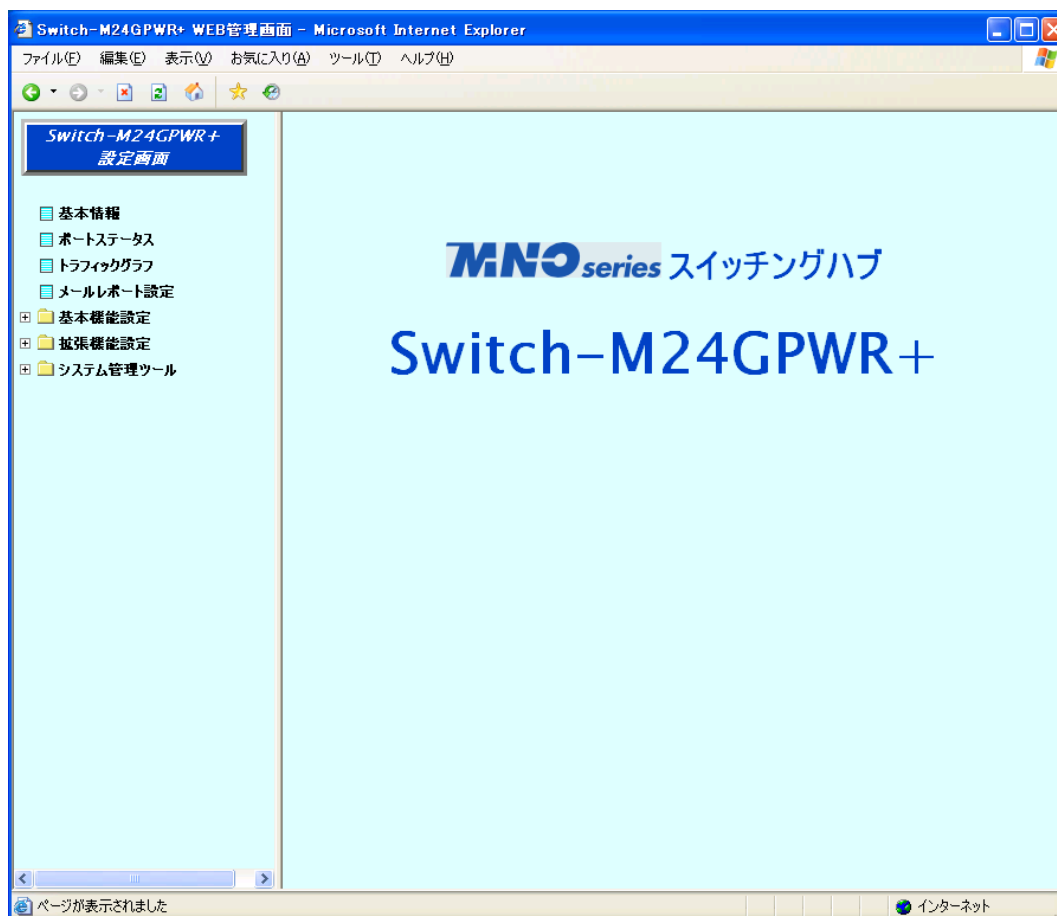 Switch-M24GPWR+ WEB管理画面 - Microsoft Internet Explorer
ファイル(F) 編集(E) 表示(V) お気に入り(A) ツール(T) ヘルプ(H)
Switch-M24GPWR+
設定画面
基本情報
ポートステータス
トラフィックグラフ
メールレポート設定
基本機能設定
拡張機能設定
システム管理ツール
MNO series スイッチングハブ
Switch-M24GPWR+
ページが表示されました
インターネット